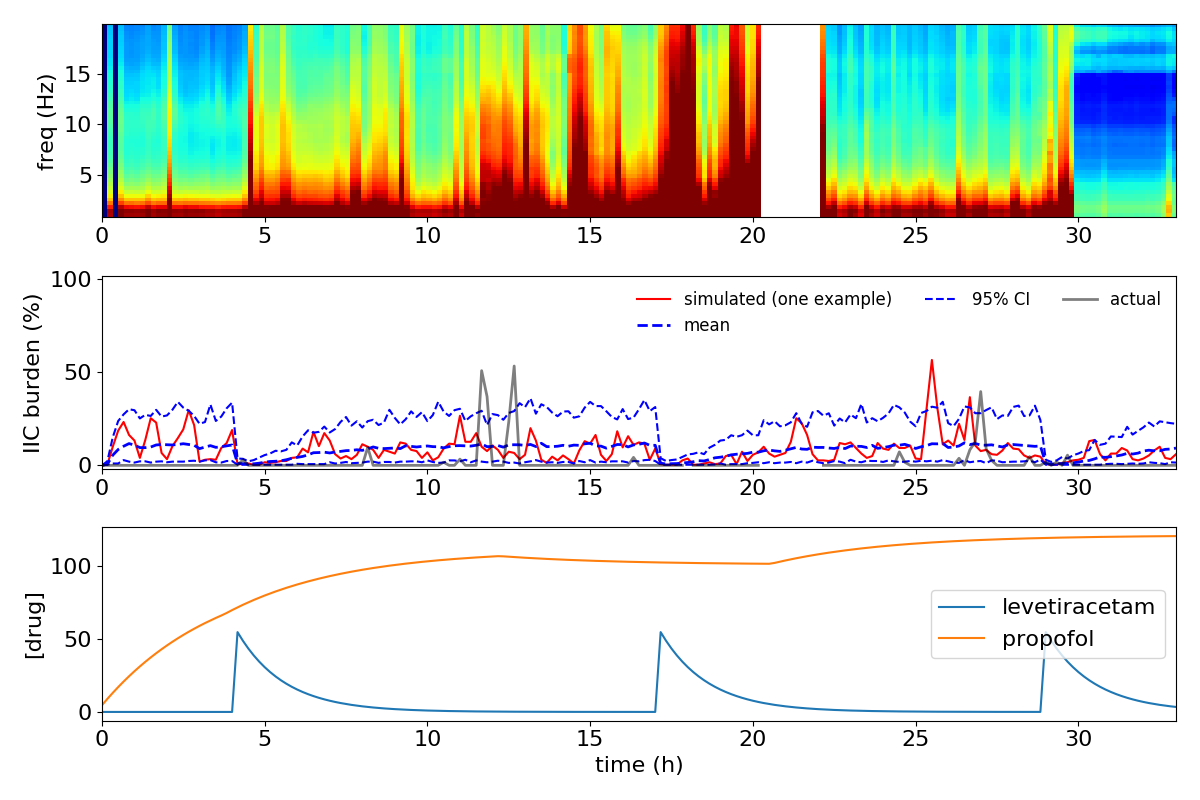 freq (Hz)
15
10
5
0 5 10 15 20 25 30
IIC burden (%)
100
50
0
simulated (one example) 95% CI actual
mean
0 5 10 15 20 25 30
[drug]
100
50
0
levetiracetam
propofol
0 5 10 15 20 25 30
time (h)